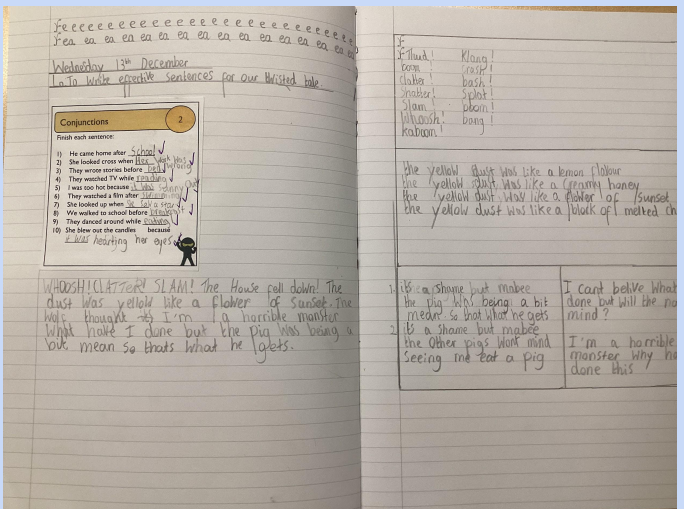 fe e e e e e e e e e e e e e e e e e e e
fea ea ea ea ea ea ea ea ea ea ea ea ea ea
Wednesday 13th December
L.. To Write effective sentences for our twisted tale.
Conjunctions 2
Finish each sentence:
1) He came home after School
2) She looked cross when Her work was wrong
3) They wrote stories before bed
4) They watched TV while reading
5) I was too hot because it was sunny out
6) They watched a film after swimming
7) She looked up when
8) We walked to school before breakfast
9) They danced around while eating
10) She blew out the candles because
it was hearting her eyes
WHOOSH! CLATTER! SLAM! The House fell down! The
dust was yellow like a flower of sunset. The
wolf thought I'm a horrible monster
What have I done but the pig was being a
bit mean so thats what he gets.
f
Thud! Klang!
boom! crash!
clatter! bash!
Shatter! Splat!
Slam! boom!
Whoosh! bang!
kaboom!
the yellow dust was like a lemon flavour
the yellow dust was like a creamy honey
the yellow dust was like a flower of sunset
the yellow dust was like a block of melted ch
1. it's a shame but mabee
the pig was being a bit
mean. so that what he gets
2. it's a shame but mabee
the other pigs wont mind
seeing me eat a pig
I cant belive what
done but will the
mind?
I'm a horrible
monster why ha
done this